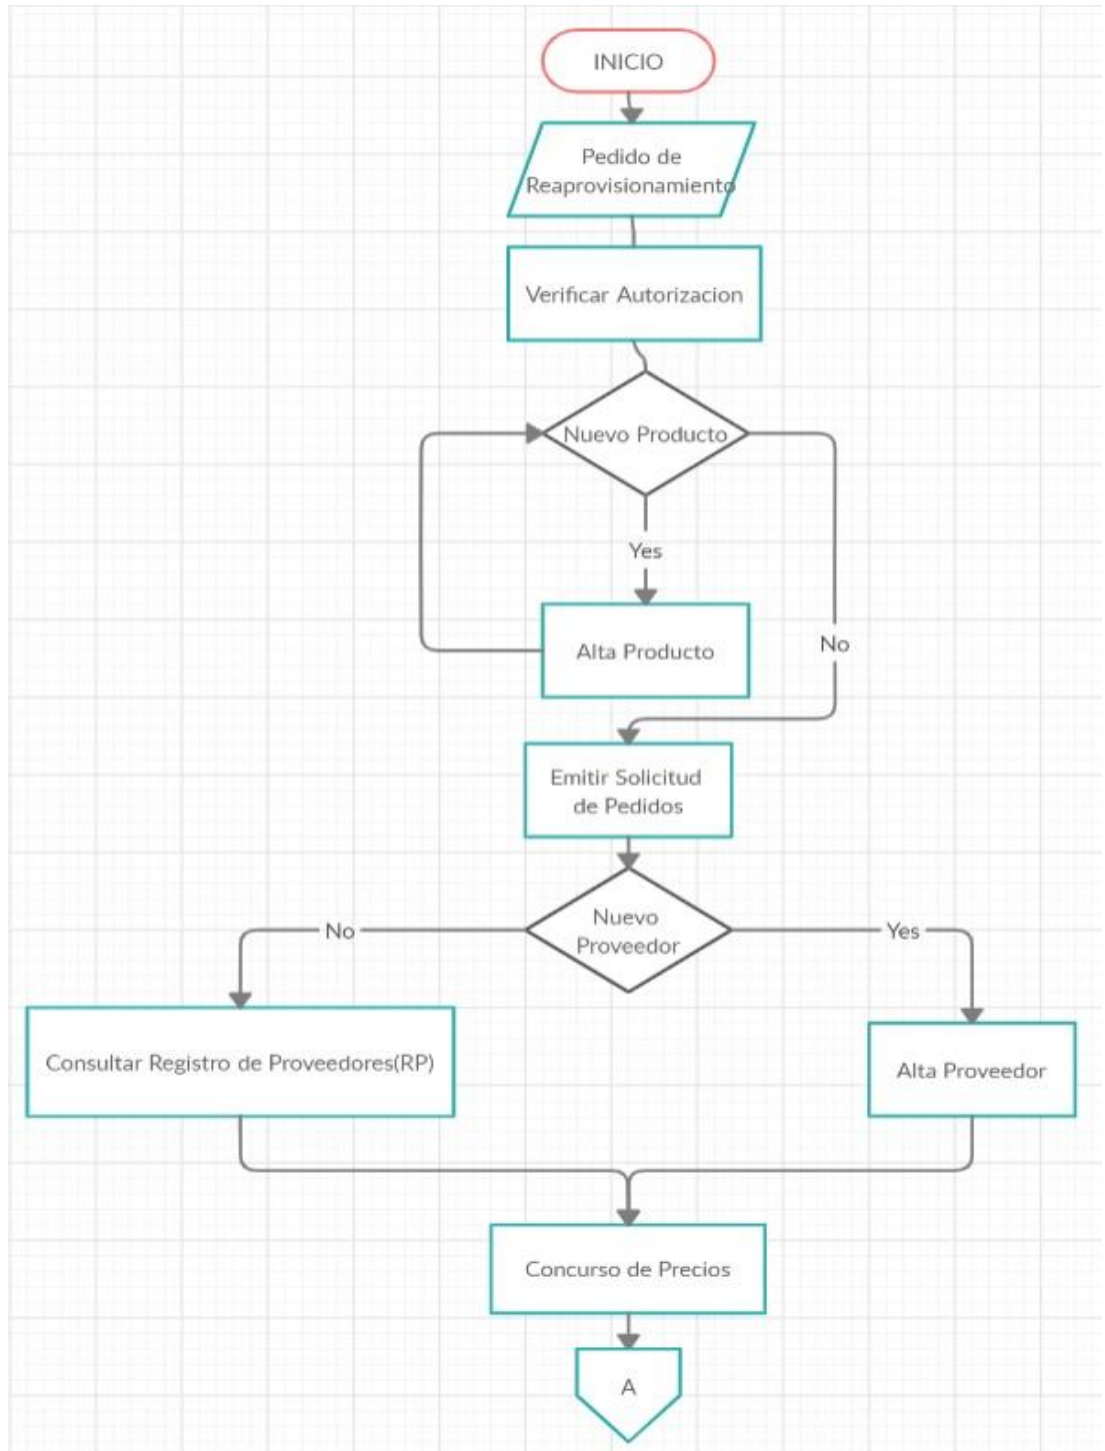 INICIO
Pedido de
Reaprovisionamiento
Verificar Autorizacion
Nuevo Producto
Yes
Alta Producto
No
Emitir Solicitud
de Pedidos
Nuevo
Proveedor
No
Yes
Consultar Registro de Proveedores(RP)
Alta Proveedor
Concurso de Precios
A